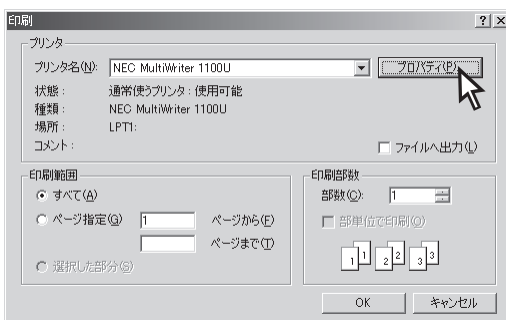 印刷
プリンタ
プリンタ名(N): NEC MultiWriter 1100U プロパティ(P)
状態： 通常使うプリンタ：使用可能
種類： NEC MultiWriter 1100U
場所： LPT1:
コメント： ファイルへ出力(L)
印刷範囲
すべて(A)
ページ指定(G) 1 ページから(F)
ページまで(T)
選択した部分(S)
印刷部数
部数(C): 1
部単位で印刷(O)
1 1 2 2 3 3
OK キャンセル